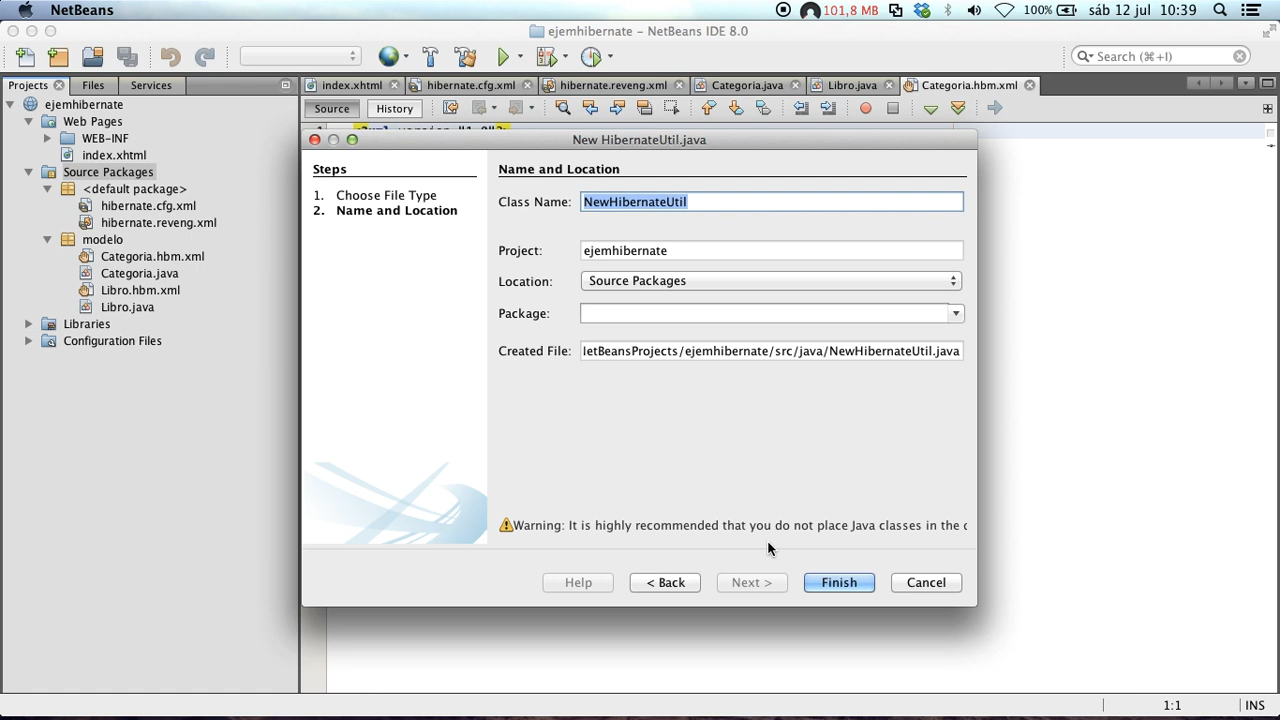 NetBeans
101,8 MB
100%
sáb 12 jul 10:39
ejemhibernate – NetBeans IDE 8.0
Search (⌘+I)
Projects
Files
Services
index.xhtml
hibernate.cfg.xml
hibernate.reveng.xml
Categoria.java
Libro.java
Categoria.hbm.xml
Source
History
ejemhibernate
Web Pages
WEB-INF
index.xhtml
Source Packages
<default package>
hibernate.cfg.xml
hibernate.reveng.xml
modelo
Categoria.hbm.xml
Categoria.java
Libro.hbm.xml
Libro.java
Libraries
Configuration Files
New HibernateUtil.java
Steps
1. Choose File Type
2. Name and Location
Name and Location
Class Name: NewHibernateUtil
Project: ejemhibernate
Location: Source Packages
Package:
Created File: letBeansProjects/ejemhibernate/src/java/NewHibernateUtil.java
Warning: It is highly recommended that you do not place Java classes in the
Help
< Back
Next >
Finish
Cancel
1:1
INS